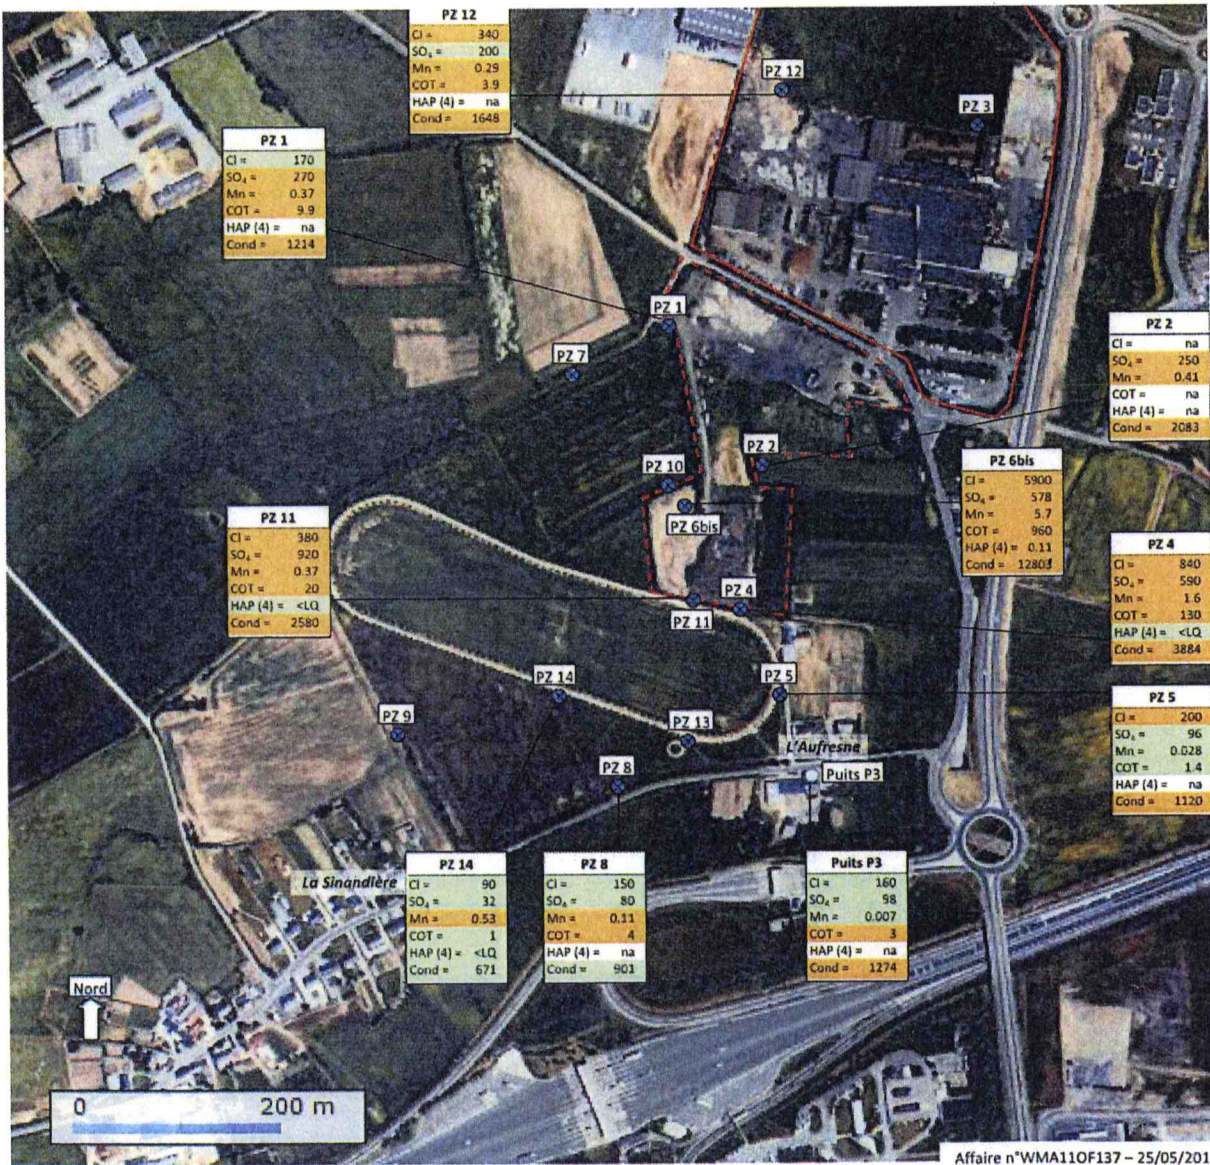 PZ 12
Cl = 340
SO₄ = 200
Mn = 0.29
COT = 3.9
HAP (4) = na
Cond = 1648
PZ 12
PZ 3
PZ 1
Cl = 170
SO₄ = 270
Mn = 0.37
COT = 9.9
HAP (4) = na
Cond = 1214
PZ 1
PZ 7
PZ 2
Cl = na
SO₄ = 250
Mn = 0.41
COT = na
HAP (4) = na
Cond = 2083
PZ 2
PZ 10
PZ 6bis
PZ 6bis
Cl = 5900
SO₄ = 578
Mn = 5.7
COT = 960
HAP (4) = 0.11
Cond = 12803
PZ 11
Cl = 380
SO₄ = 920
Mn = 0.37
COT = 20
HAP (4) = <LQ
Cond = 2580
PZ 4
Cl = 840
SO₄ = 590
Mn = 1.6
COT = 130
HAP (4) = <LQ
Cond = 3884
PZ 4
PZ 11
PZ 14
PZ 5
PZ 5
Cl = 200
SO₄ = 96
Mn = 0.028
COT = 1.4
HAP (4) = na
Cond = 1120
PZ 9
PZ 13
L'Aufresne
PZ 8
Puits P3
La Sinandière
PZ 14
Cl = 90
SO₄ = 32
Mn = 0.53
COT = 1
HAP (4) = <LQ
Cond = 671
PZ 8
Cl = 150
SO₄ = 80
Mn = 0.11
COT = 4
HAP (4) = na
Cond = 901
Puits P3
Cl = 160
SO₄ = 98
Mn = 0.007
COT = 3
HAP (4) = na
Cond = 1274
Nord
0 200 m
Affaire n°WMA11OF137 – 25/05/201